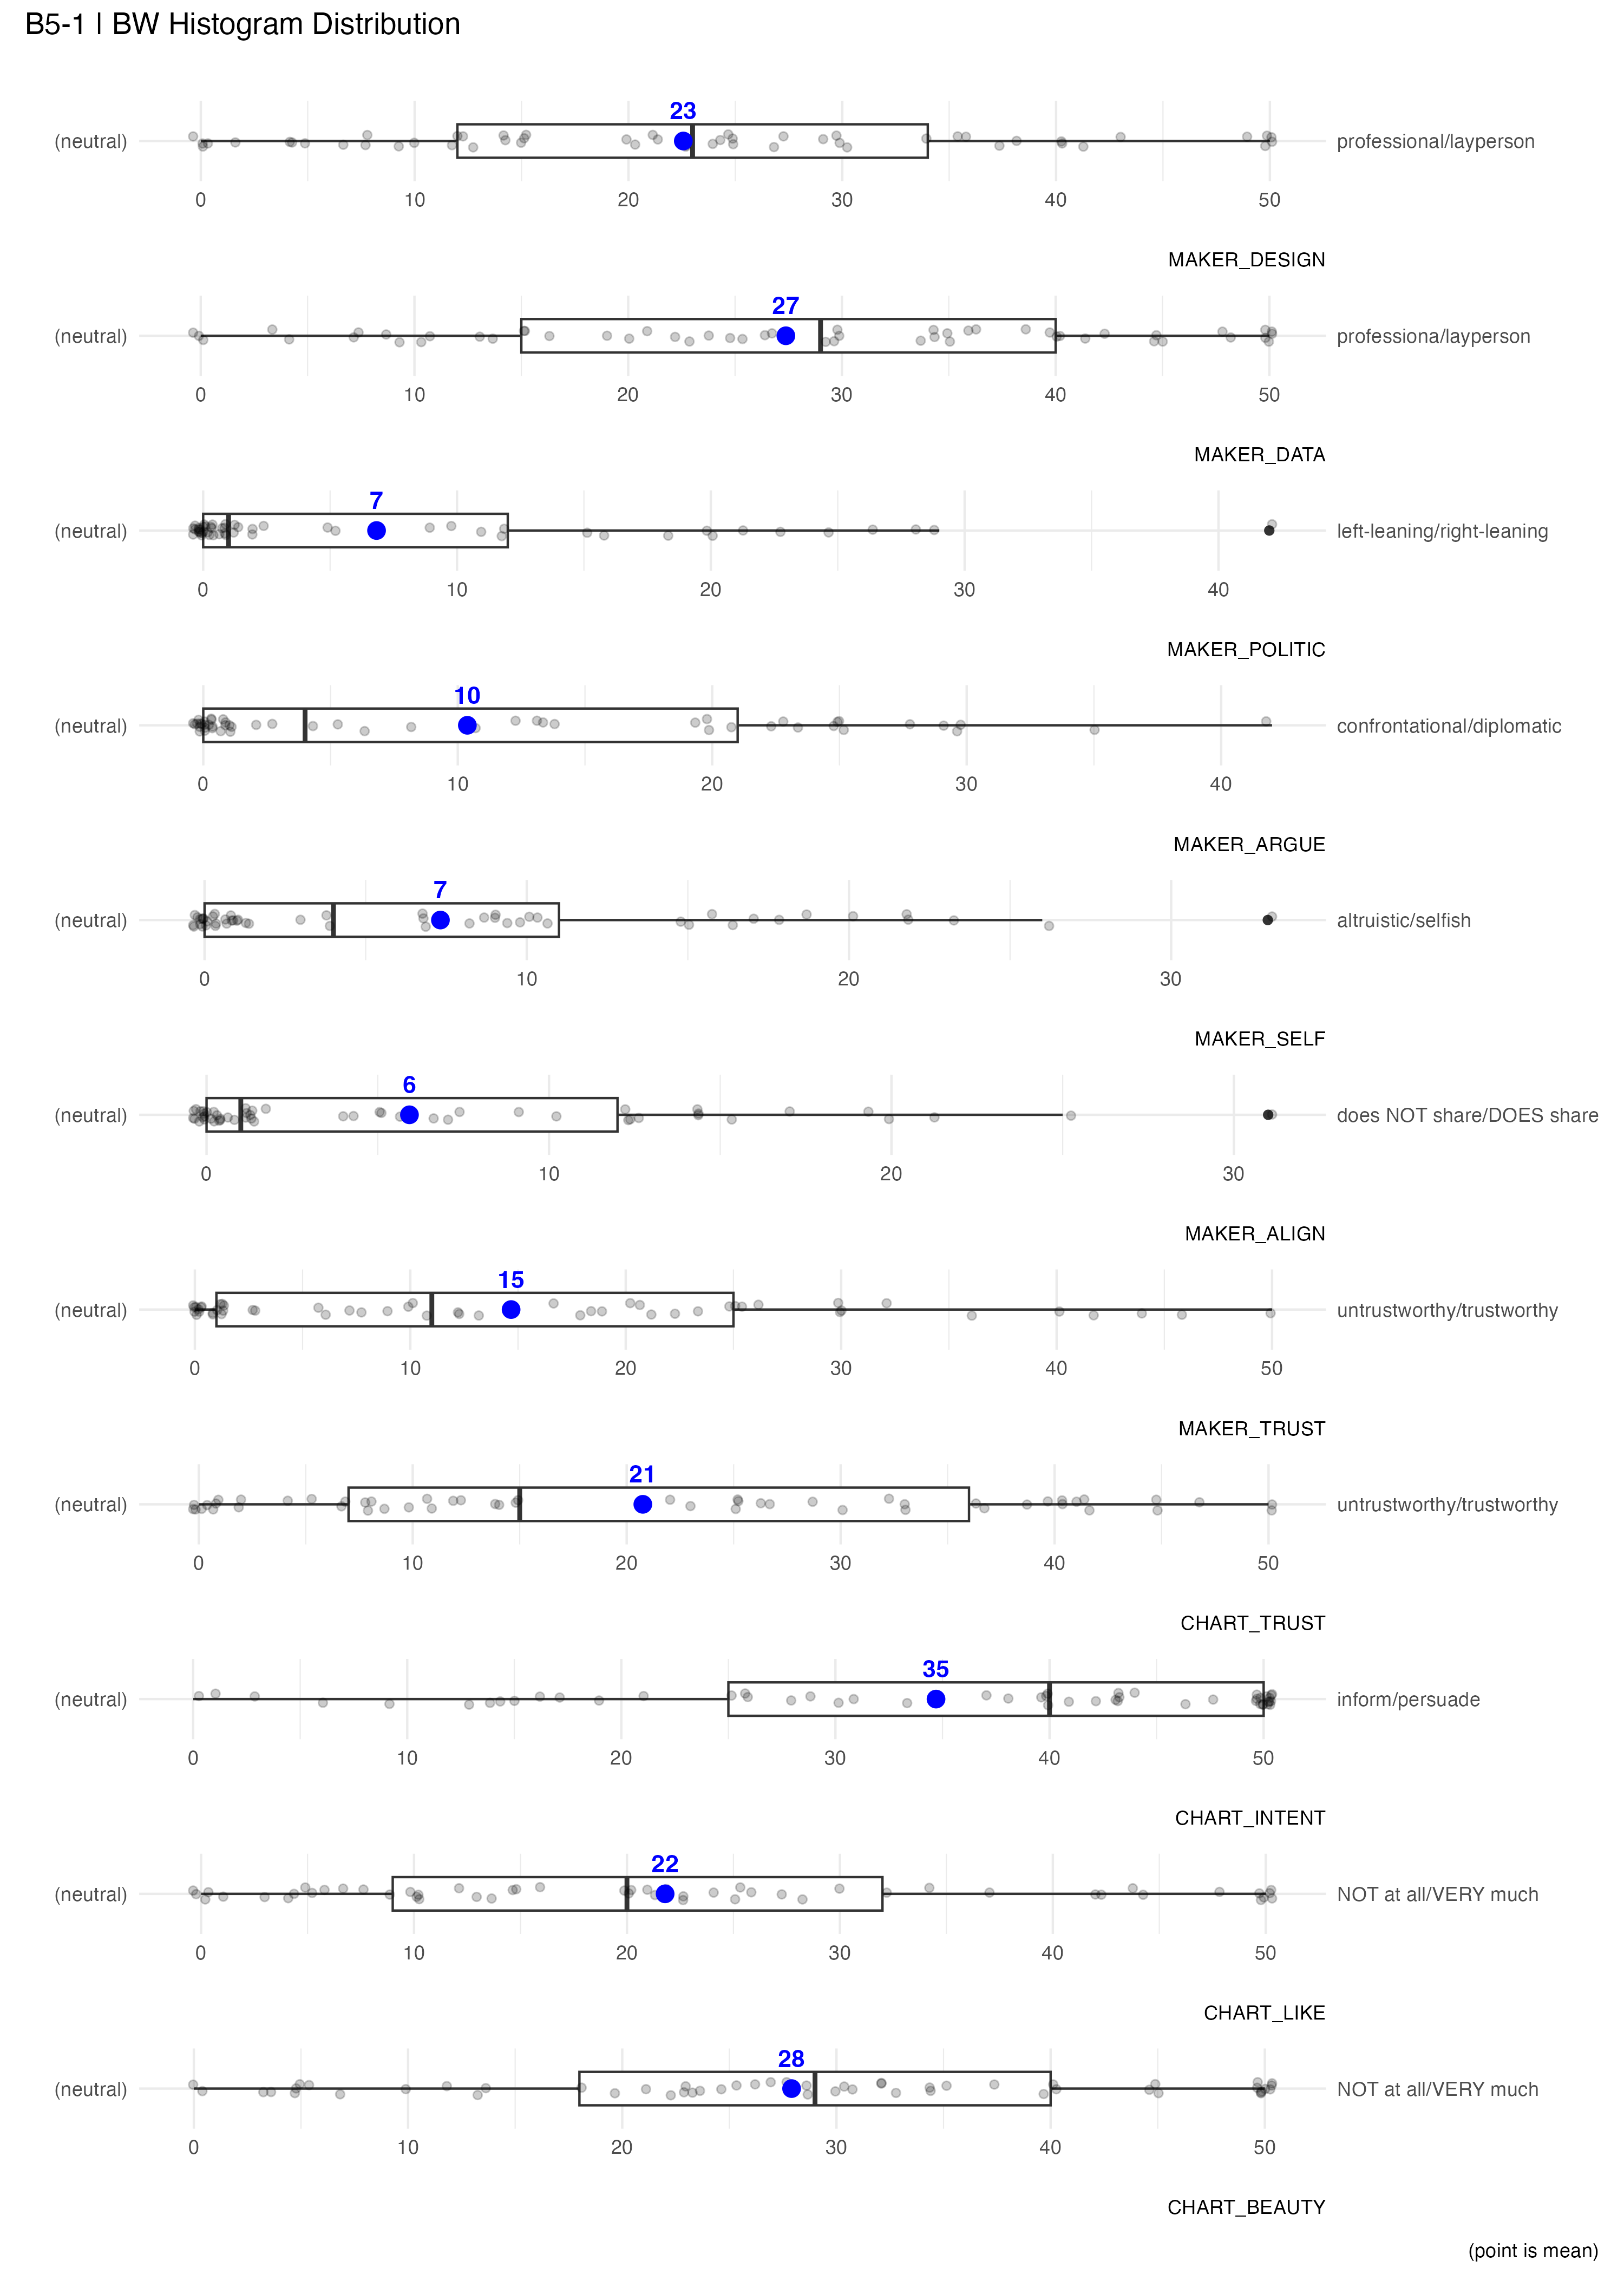 B5-1 | BW Histogram Distribution
23
(neutral) professional/layperson
0 10 20 30 40 50
MAKER_DESIGN
27
(neutral) professiona/layperson
0 10 20 30 40 50
MAKER_DATA
7
(neutral) left-leaning/right-leaning
0 10 20 30 40
MAKER_POLITIC
10
(neutral) confrontational/diplomatic
0 10 20 30 40
MAKER_ARGUE
7
(neutral) altruistic/selfish
0 10 20 30
MAKER_SELF
6
(neutral) does NOT share/DOES share
0 10 20 30
MAKER_ALIGN
15
(neutral) untrustworthy/trustworthy
0 10 20 30 40 50
MAKER_TRUST
21
(neutral) untrustworthy/trustworthy
0 10 20 30 40 50
CHART_TRUST
35
(neutral) inform/persuade
0 10 20 30 40 50
CHART_INTENT
22
(neutral) NOT at all/VERY much
0 10 20 30 40 50
CHART_LIKE
28
(neutral) NOT at all/VERY much
0 10 20 30 40 50
CHART_BEAUTY
(point is mean)